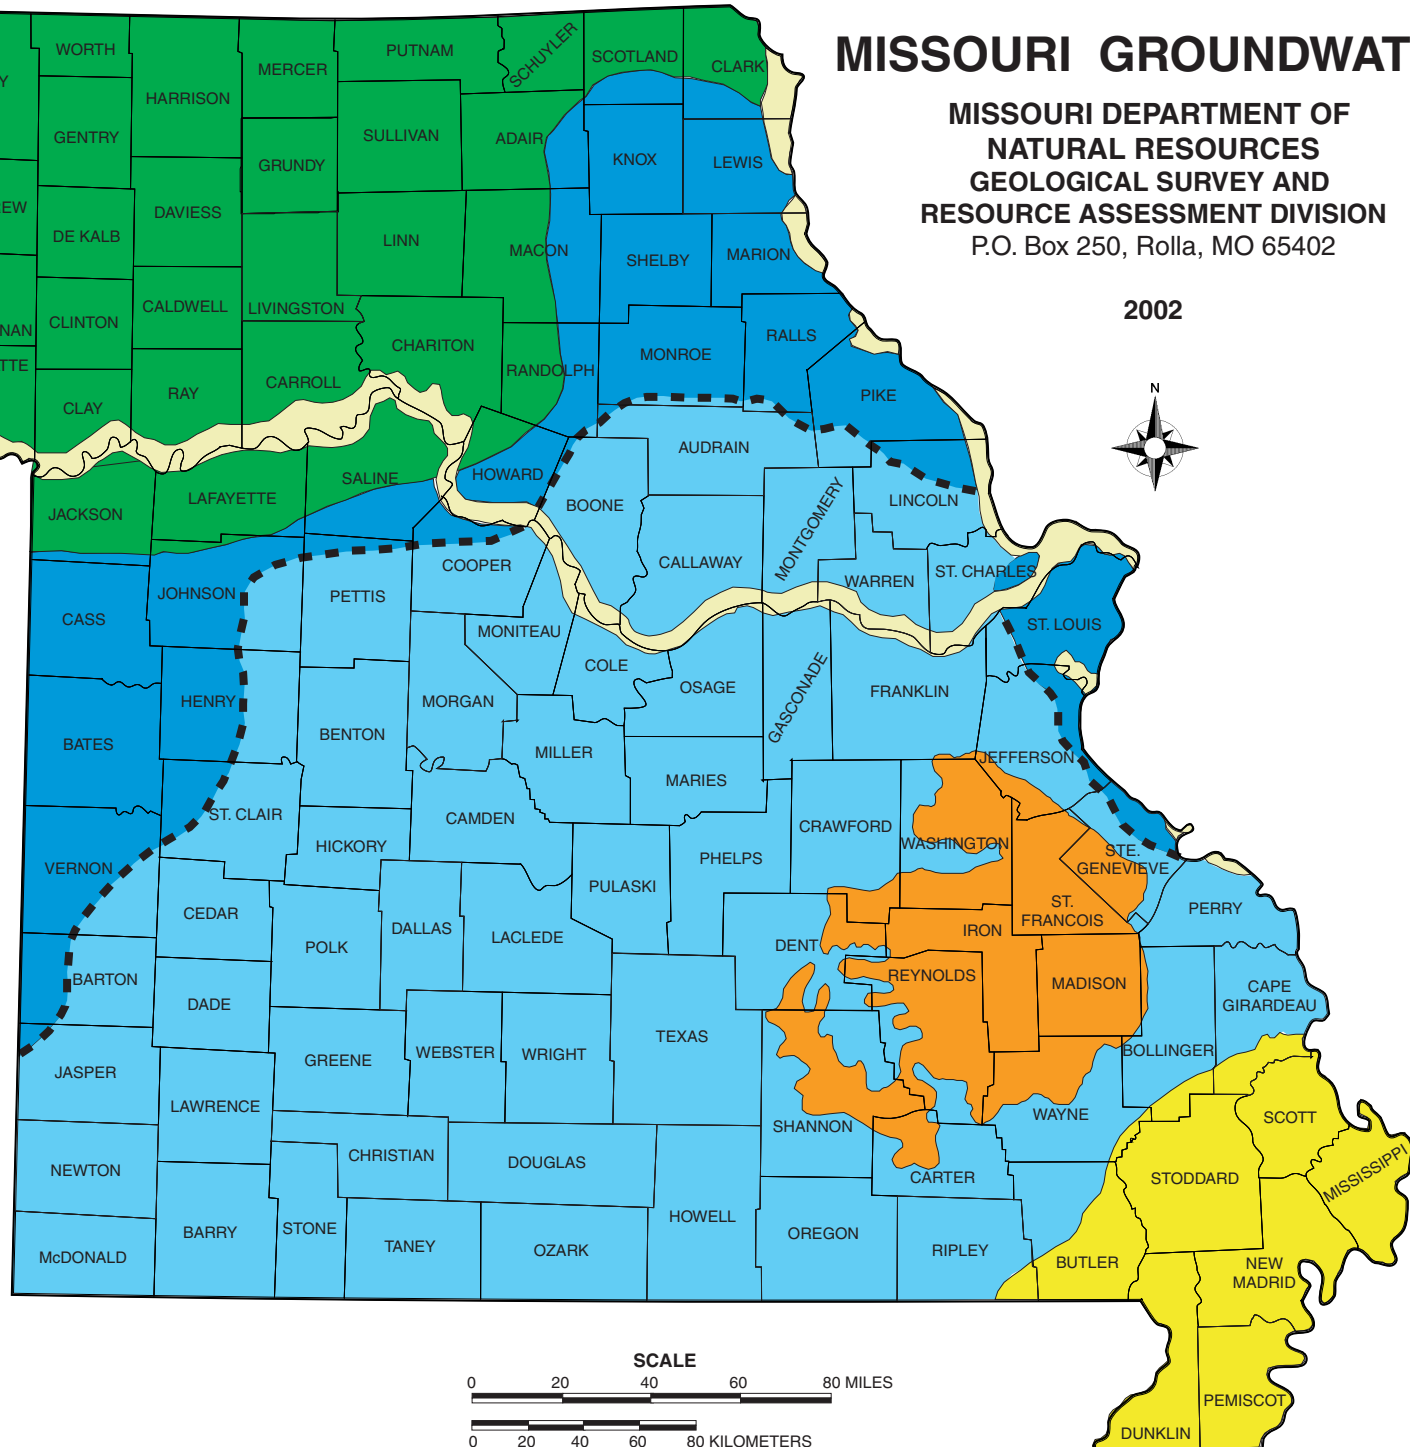 MISSOURI GROUNDWAT
MISSOURI DEPARTMENT OF
NATURAL RESOURCES
GEOLOGICAL SURVEY AND
RESOURCE ASSESSMENT DIVISION
P.O. Box 250, Rolla, MO 65402
2002
N
WORTH
PUTNAM
SCHUYLER
SCOTLAND
CLARK
MERCER
Y
HARRISON
GENTRY
SULLIVAN
ADAIR
KNOX
LEWIS
GRUNDY
EW
DAVIESS
DE KALB
LINN
MACON
SHELBY
MARION
CALDWELL
LIVINGSTON
CLINTON
NAN
CHARITON
RALLS
MONROE
TTE
RANDOLPH
RAY
CARROLL
PIKE
CLAY
AUDRAIN
SALINE
HOWARD
LAFAYETTE
BOONE
LINCOLN
JACKSON
MONTGOMERY
CALLAWAY
COOPER
WARREN
ST. CHARLES
JOHNSON
PETTIS
CASS
MONITEAU
ST. LOUIS
COLE
OSAGE
GASCONADE
FRANKLIN
HENRY
MORGAN
BENTON
BATES
MILLER
JEFFERSON
MARIES
ST. CLAIR
CAMDEN
CRAWFORD
WASHINGTON
HICKORY
PHELPS
STE.
GENEVIEVE
VERNON
PULASKI
CEDAR
DALLAS
LACLEDE
ST.
FRANCOIS
PERRY
POLK
DENT
IRON
BARTON
REYNOLDS
MADISON
CAPE
GIRARDEAU
DADE
TEXAS
GREENE
WEBSTER
WRIGHT
BOLLINGER
JASPER
LAWRENCE
SHANNON
WAYNE
SCOTT
CHRISTIAN
DOUGLAS
NEWTON
CARTER
STODDARD
MISSISSIPPI
BARRY
STONE
TANEY
OZARK
HOWELL
OREGON
RIPLEY
BUTLER
McDONALD
NEW
MADRID
PEMISCOT
DUNKLIN
SCALE
0 20 40 60 80 MILES
0 20 40 60 80 KILOMETERS